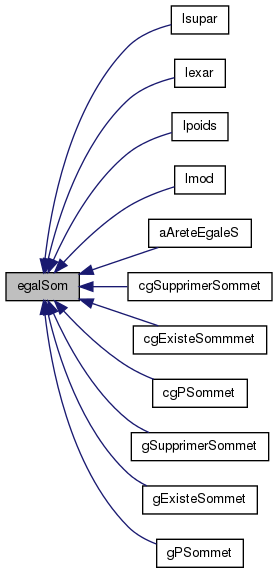 lsupar
lexar
lpoids
lmod
aAreteEgaleS
egalSom
cgSupprimerSommet
cgExisteSommmet
cgPSommet
gSupprimerSommet
gExisteSommet
gPSommet